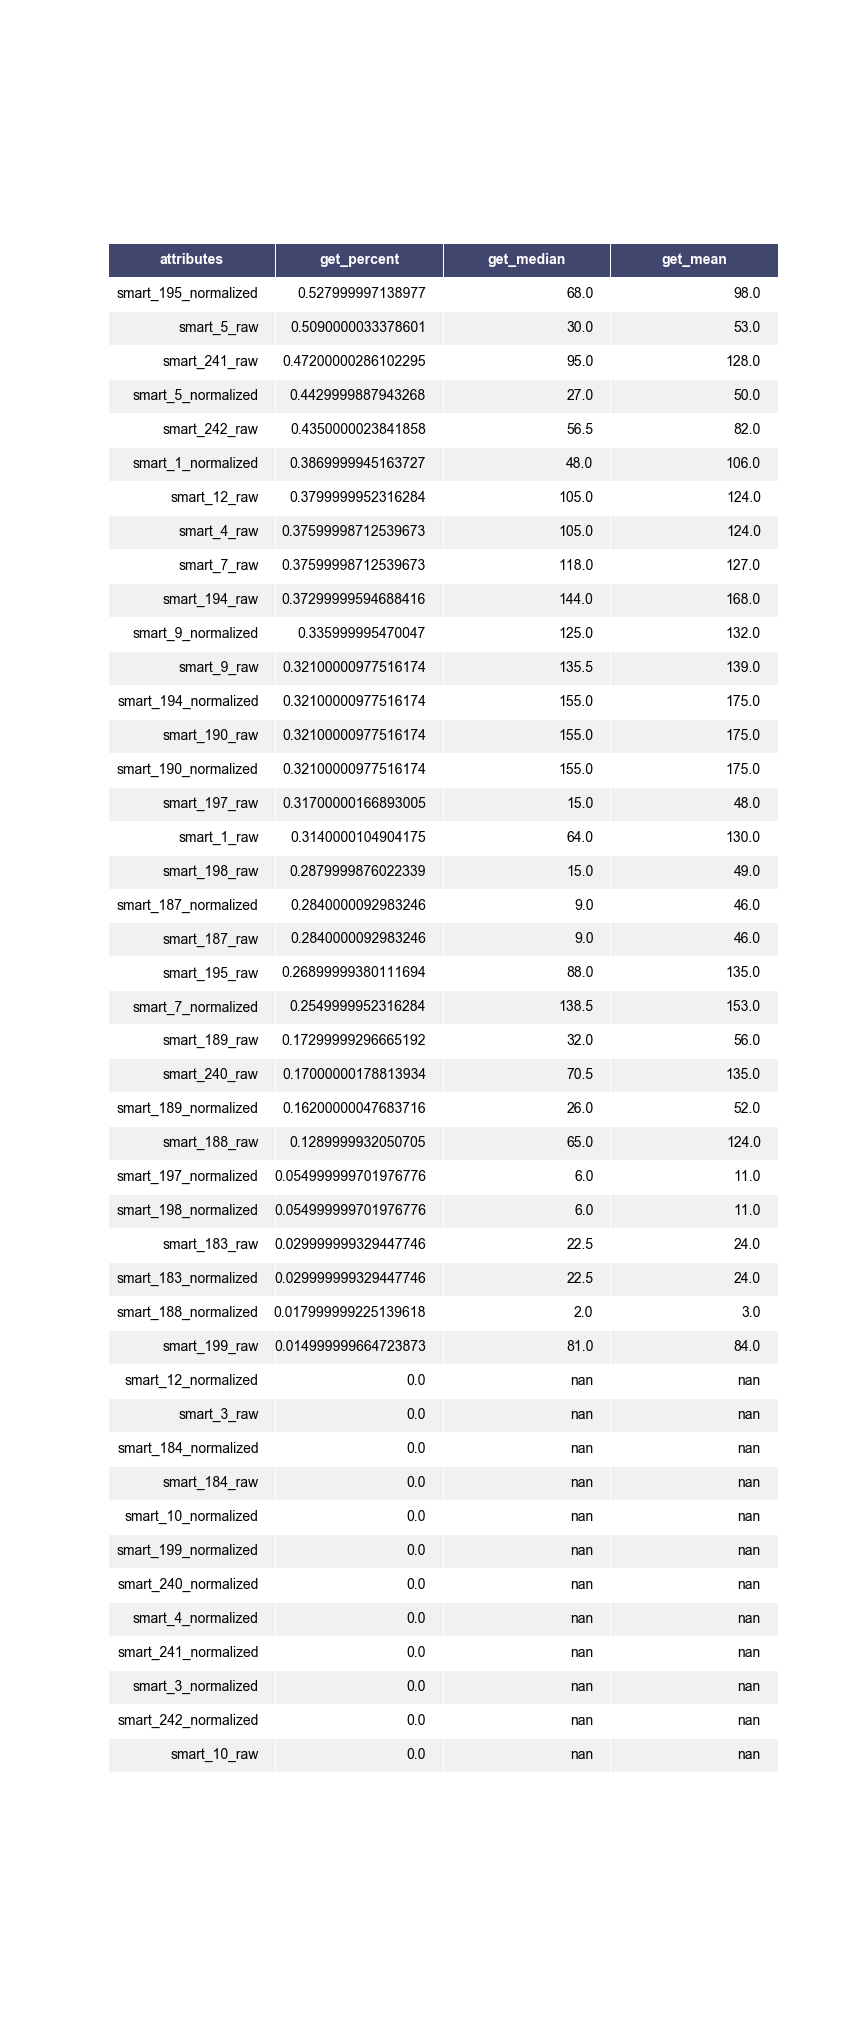 attributes get_percent get_median get_mean
smart_195_normalized 0.527999997138977 68.0 98.0
smart_5_raw 0.5090000033378601 30.0 53.0
smart_241_raw 0.47200000286102295 95.0 128.0
smart_5_normalized 0.4429999887943268 27.0 50.0
smart_242_raw 0.4350000023841858 56.5 82.0
smart_1_normalized 0.3869999945163727 48.0 106.0
smart_12_raw 0.3799999952316284 105.0 124.0
smart_4_raw 0.37599998712539673 105.0 124.0
smart_7_raw 0.37599998712539673 118.0 127.0
smart_194_raw 0.37299999594688416 144.0 168.0
smart_9_normalized 0.335999995470047 125.0 132.0
smart_9_raw 0.32100000977516174 135.5 139.0
smart_194_normalized 0.32100000977516174 155.0 175.0
smart_190_raw 0.32100000977516174 155.0 175.0
smart_190_normalized 0.32100000977516174 155.0 175.0
smart_197_raw 0.31700000166893005 15.0 48.0
smart_1_raw 0.3140000104904175 64.0 130.0
smart_198_raw 0.2879999876022339 15.0 49.0
smart_187_normalized 0.2840000092983246 9.0 46.0
smart_187_raw 0.2840000092983246 9.0 46.0
smart_195_raw 0.26899999380111694 88.0 135.0
smart_7_normalized 0.2549999952316284 138.5 153.0
smart_189_raw 0.17299999296665192 32.0 56.0
smart_240_raw 0.17000000178813934 70.5 135.0
smart_189_normalized 0.16200000047683716 26.0 52.0
smart_188_raw 0.1289999932050705 65.0 124.0
smart_197_normalized 0.054999999701976776 6.0 11.0
smart_198_normalized 0.054999999701976776 6.0 11.0
smart_183_raw 0.029999999329447746 22.5 24.0
smart_183_normalized 0.029999999329447746 22.5 24.0
smart_188_normalized 0.017999999225139618 2.0 3.0
smart_199_raw 0.014999999664723873 81.0 84.0
smart_12_normalized 0.0 nan nan
smart_3_raw 0.0 nan nan
smart_184_normalized 0.0 nan nan
smart_184_raw 0.0 nan nan
smart_10_normalized 0.0 nan nan
smart_199_normalized 0.0 nan nan
smart_240_normalized 0.0 nan nan
smart_4_normalized 0.0 nan nan
smart_241_normalized 0.0 nan nan
smart_3_normalized 0.0 nan nan
smart_242_normalized 0.0 nan nan
smart_10_raw 0.0 nan nan